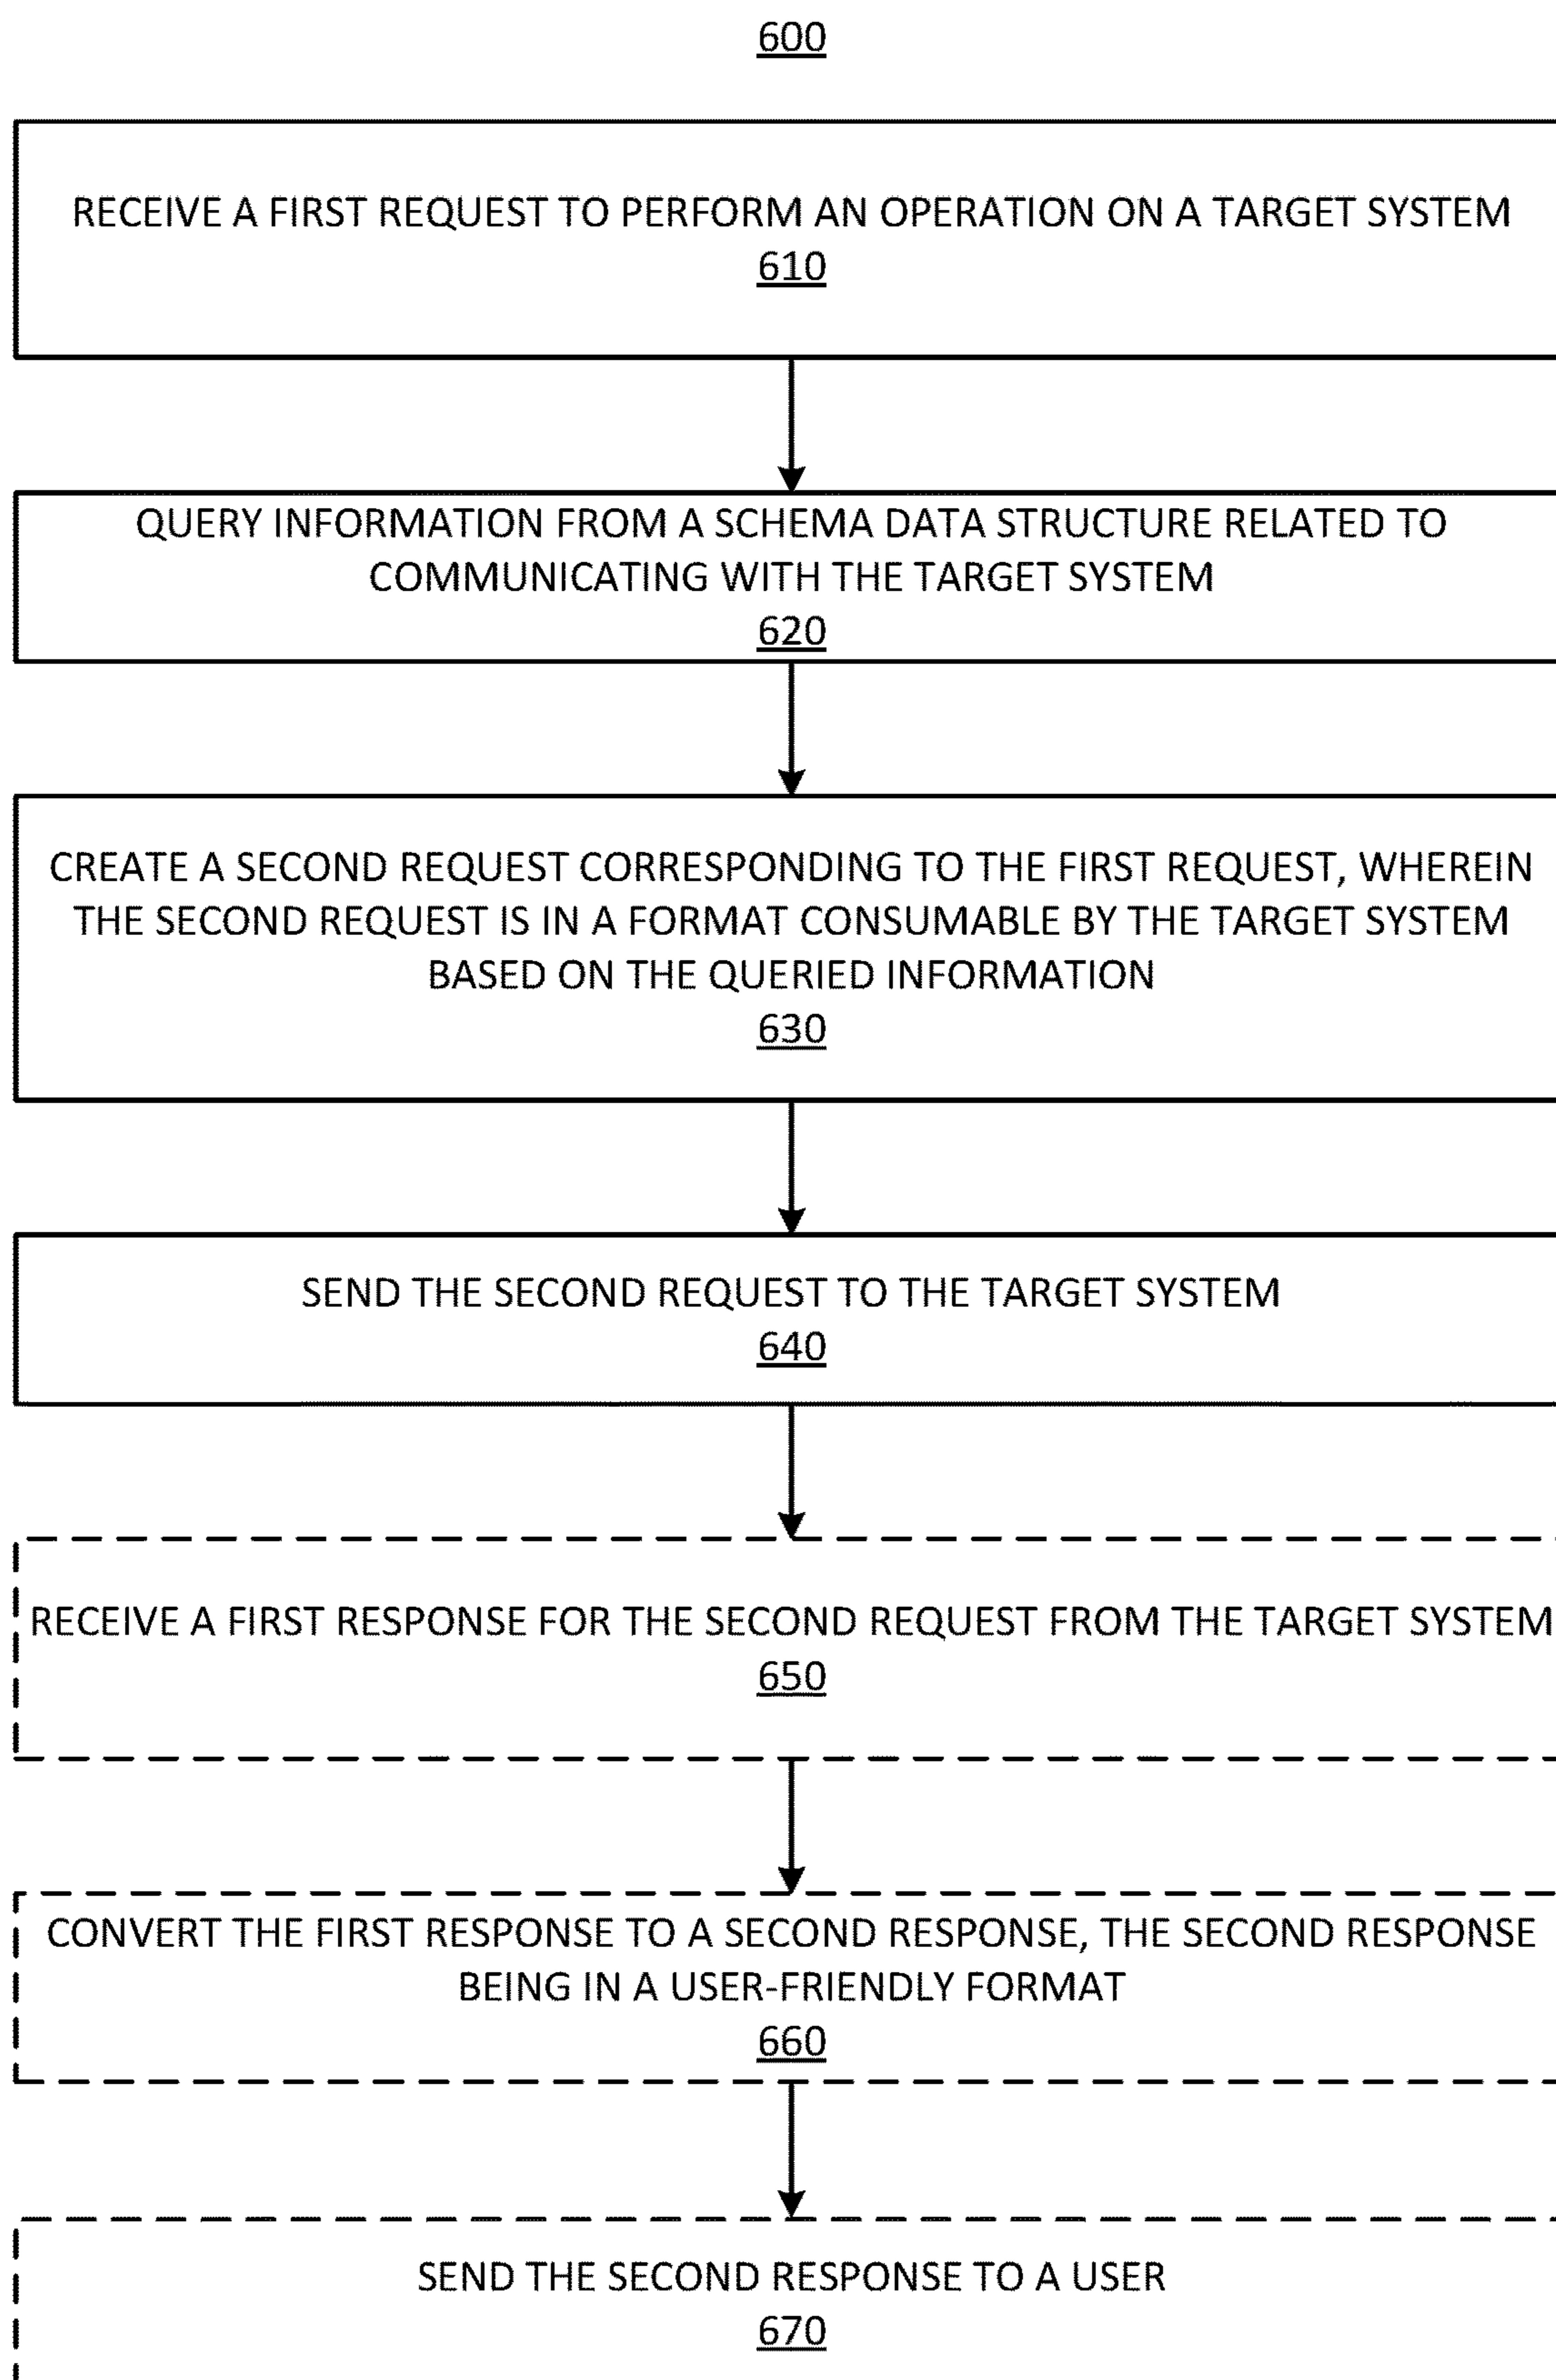 600
RECEIVE A FIRST REQUEST TO PERFORM AN OPERATION ON A TARGET SYSTEM
610
QUERY INFORMATION FROM A SCHEMA DATA STRUCTURE RELATED TO
COMMUNICATING WITH THE TARGET SYSTEM
620
CREATE A SECOND REQUEST CORRESPONDING TO THE FIRST REQUEST, WHEREIN
THE SECOND REQUEST IS IN A FORMAT CONSUMABLE BY THE TARGET SYSTEM
BASED ON THE QUERIED INFORMATION
630
SEND THE SECOND REQUEST TO THE TARGET SYSTEM
640
RECEIVE A FIRST RESPONSE FOR THE SECOND REQUEST FROM THE TARGET SYSTEM
650
CONVERT THE FIRST RESPONSE TO A SECOND RESPONSE, THE SECOND RESPONSE
BEING IN A USER-FRIENDLY FORMAT
660
SEND THE SECOND RESPONSE TO A USER
670